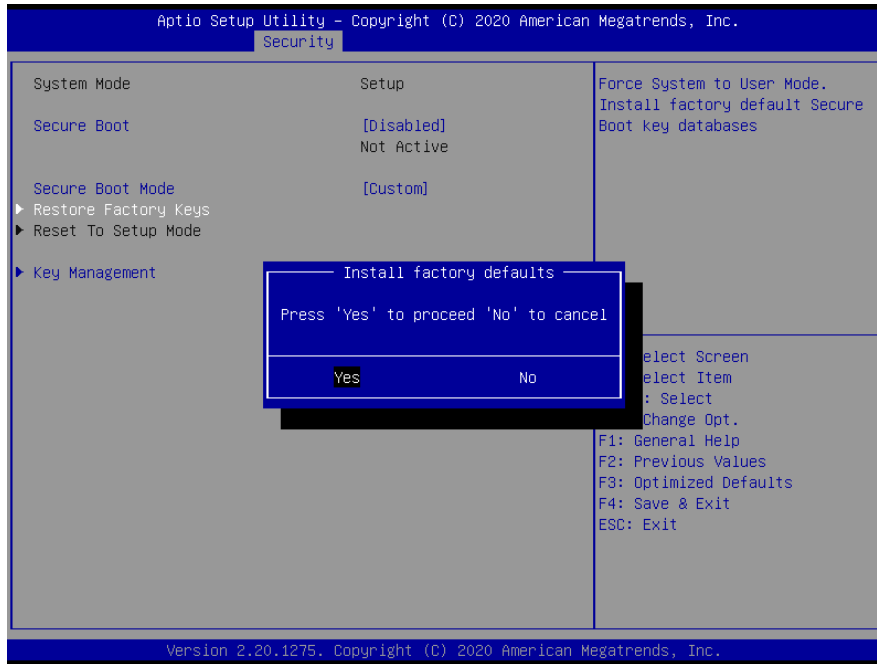 Aptio Setup Utility – Copyright (C) 2020 American Megatrends, Inc.
Security
System Mode Setup
Secure Boot [Disabled]
Not Active
Secure Boot Mode [Custom]
Restore Factory Keys
Reset To Setup Mode
Key Management
Force System to User Mode.
Install factory default Secure
Boot key databases
Install factory defaults
Press 'Yes' to proceed 'No' to cancel
Yes No
elect Screen
elect Item
: Select
Change Opt.
F1: General Help
F2: Previous Values
F3: Optimized Defaults
F4: Save & Exit
ESC: Exit
Version 2.20.1275. Copyright (C) 2020 American Megatrends, Inc.